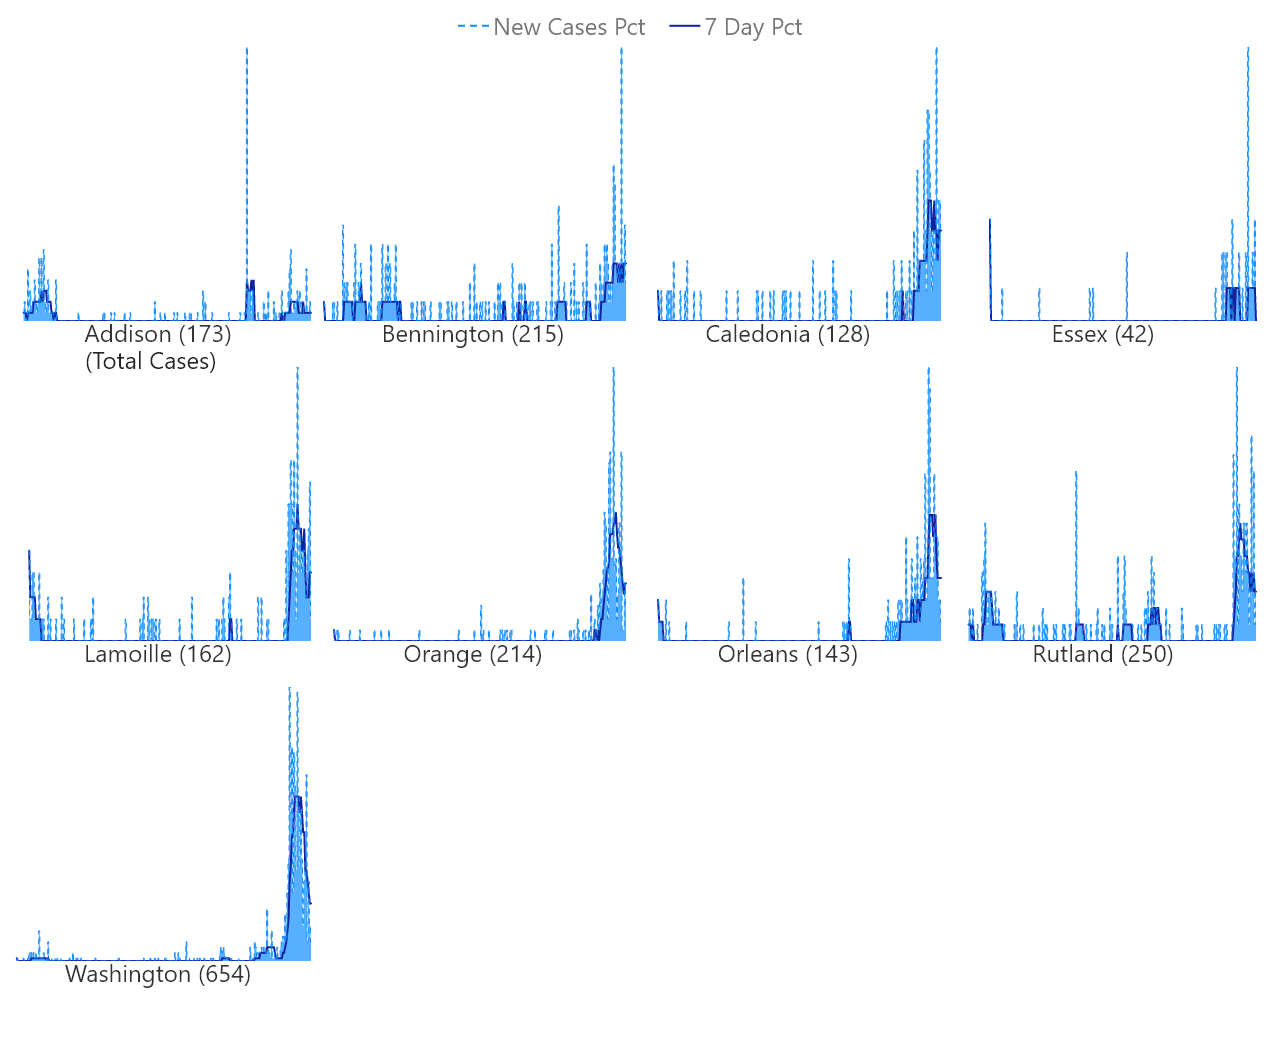 New Cases Pct 7 Day Pct
Addison (173) Bennington (215) Caledonia (128) Essex (42)
(Total Cases)
Lamoille (162) Orange (214) Orleans (143) Rutland (250)
Washington (654)